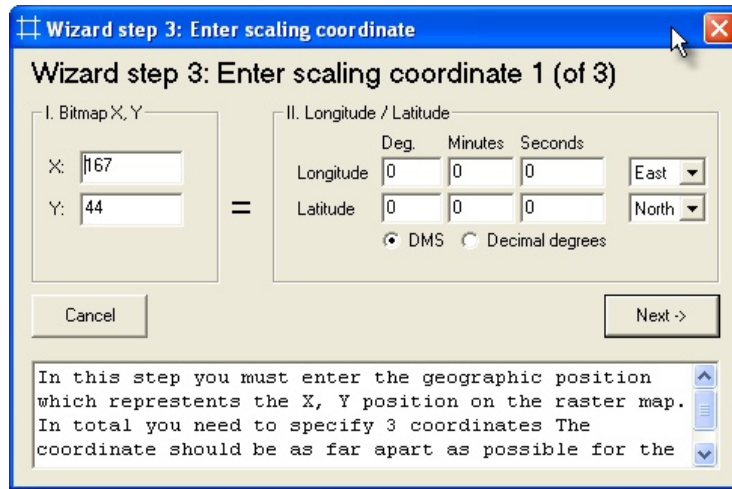 Wizard step 3: Enter scaling coordinate
Wizard step 3: Enter scaling coordinate 1 (of 3)
I. Bitmap X, Y
X: 167
Y: 44
=
II. Longitude / Latitude
Deg. Minutes Seconds
Longitude 0 0 0 East
Latitude 0 0 0 North
DMS Decimal degrees
Cancel
Next ->
In this step you must enter the geographic position
which represtents the X, Y position on the raster map.
In total you need to specify 3 coordinates The
coordinate should be as far apart as possible for the